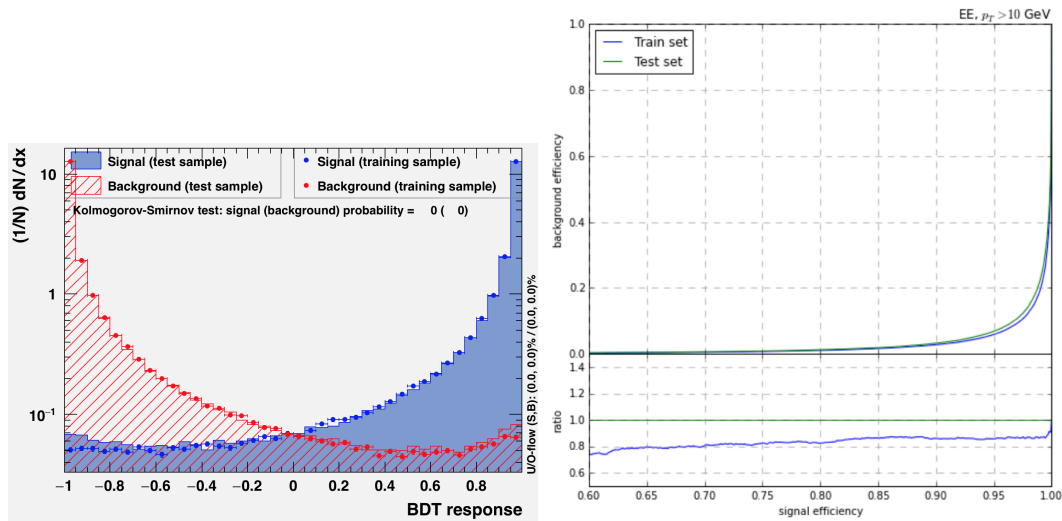 (1/N) dN/dx
10
1
10⁻¹
Signal (test sample)
Background (test sample)
Signal (training sample)
Background (training sample)
Kolmogorov-Smirnov test: signal (background) probability = 0 ( 0)
U/O-flow (S,B): (0.0, 0.0)% / (0.0, 0.0)%
−1 −0.8 −0.6 −0.4 −0.2 0 0.2 0.4 0.6 0.8
BDT response
EE, p_T >10 GeV
Train set
Test set
background efficiency
1.0
0.8
0.6
0.4
0.2
0.0
ratio
1.4
1.2
1.0
0.8
0.6
0.60 0.65 0.70 0.75 0.80 0.85 0.90 0.95 1.00
signal efficiency